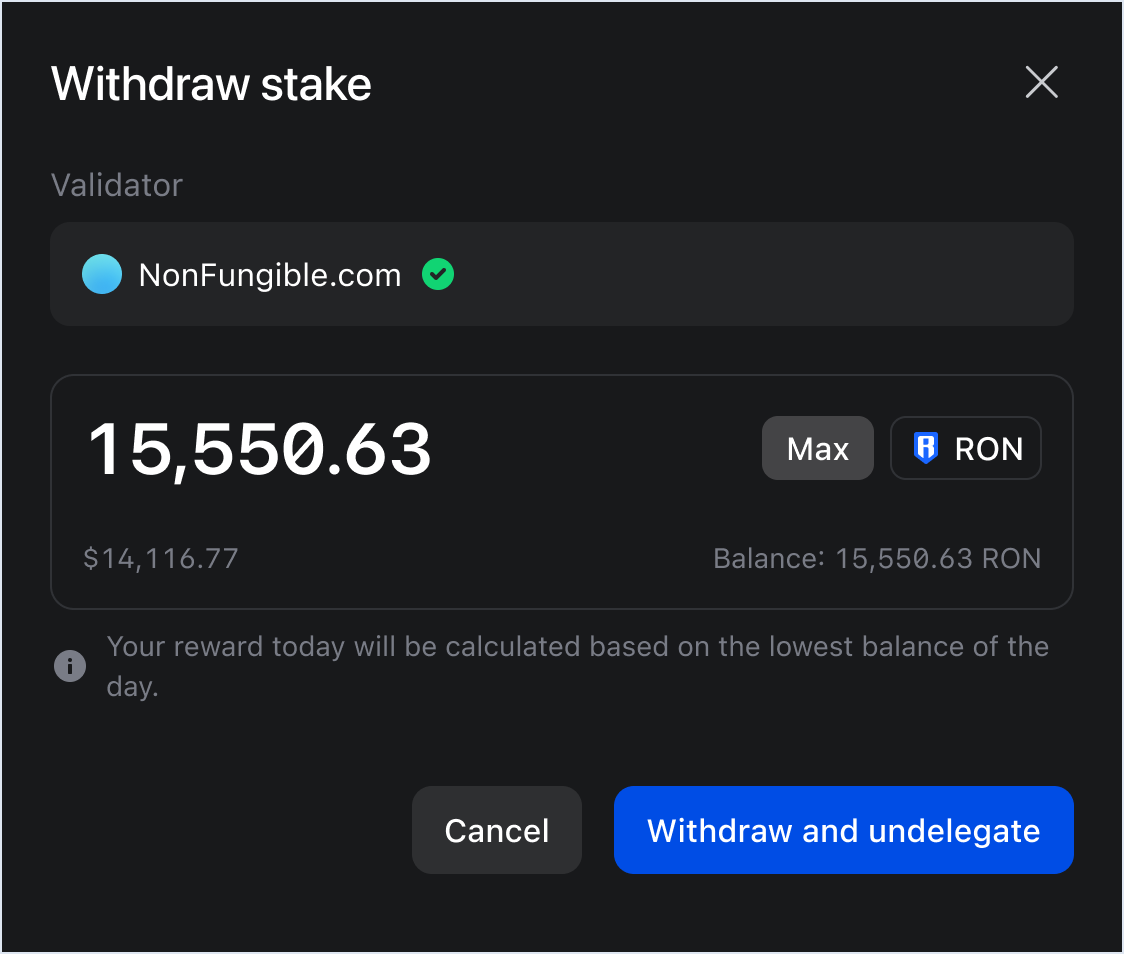 Withdraw stake
Validator
NonFungible.com
15,550.63
Max
RON
$14,116.77
Balance: 15,550.63 RON
Your reward today will be calculated based on the lowest balance of the
day.
Cancel
Withdraw and undelegate